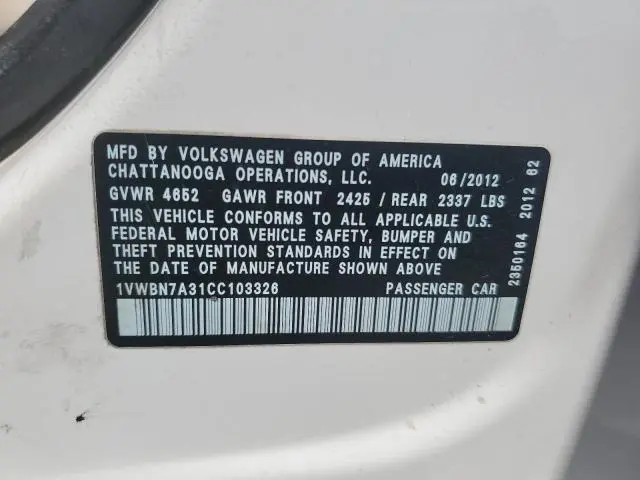 MFD BY VOLKSWAGEN GROUP OF AMERICA
CHATTANOOGA OPERATIONS, LLC. 06/2012
GVWR 4652 GAWR FRONT 2425 / REAR 2337 LBS
THIS VEHICLE CONFORMS TO ALL APPLICABLE U.S.
FEDERAL MOTOR VEHICLE SAFETY, BUMPER AND
THEFT PREVENTION STANDARDS IN EFFECT ON
THE DATE OF MANUFACTURE SHOWN ABOVE
1VWBN7A31CC103326 PASSENGER CAR
2350164 2012 62